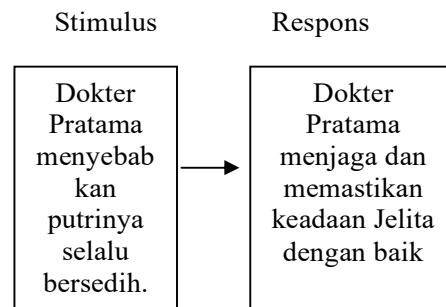 Stimulus
Respons
Dokter
Pratama
menyebab
kan
putrinya
selalu
bersedih.
Dokter
Pratama
menjaga dan
memastikan
keadaan Jelita
dengan baik